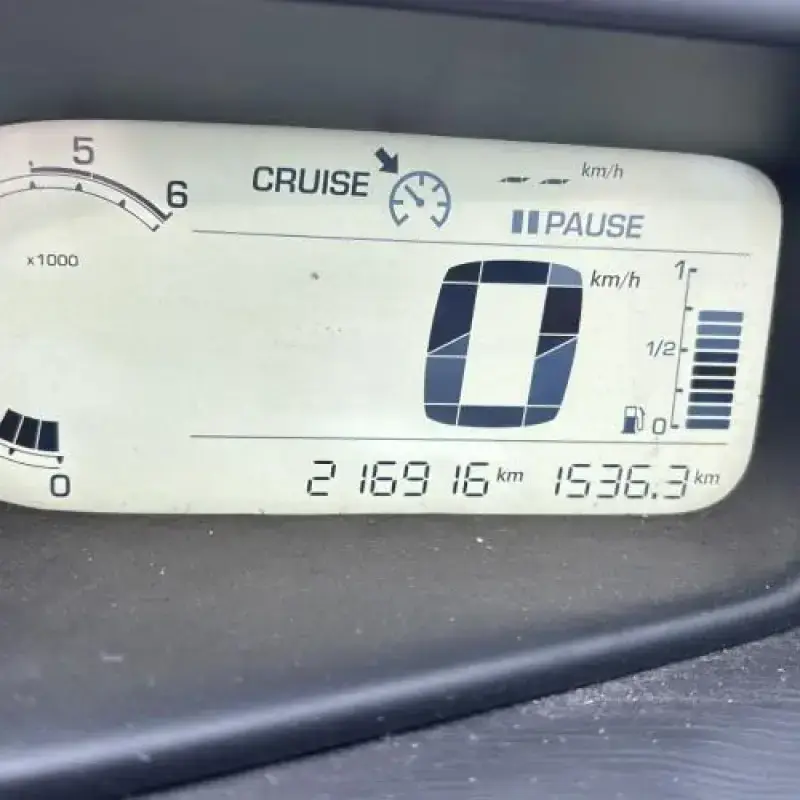 5
6
x1000
0
CRUISE -- km/h
PAUSE
0 km/h
1
1/2
0
216916 km 1536.3 km